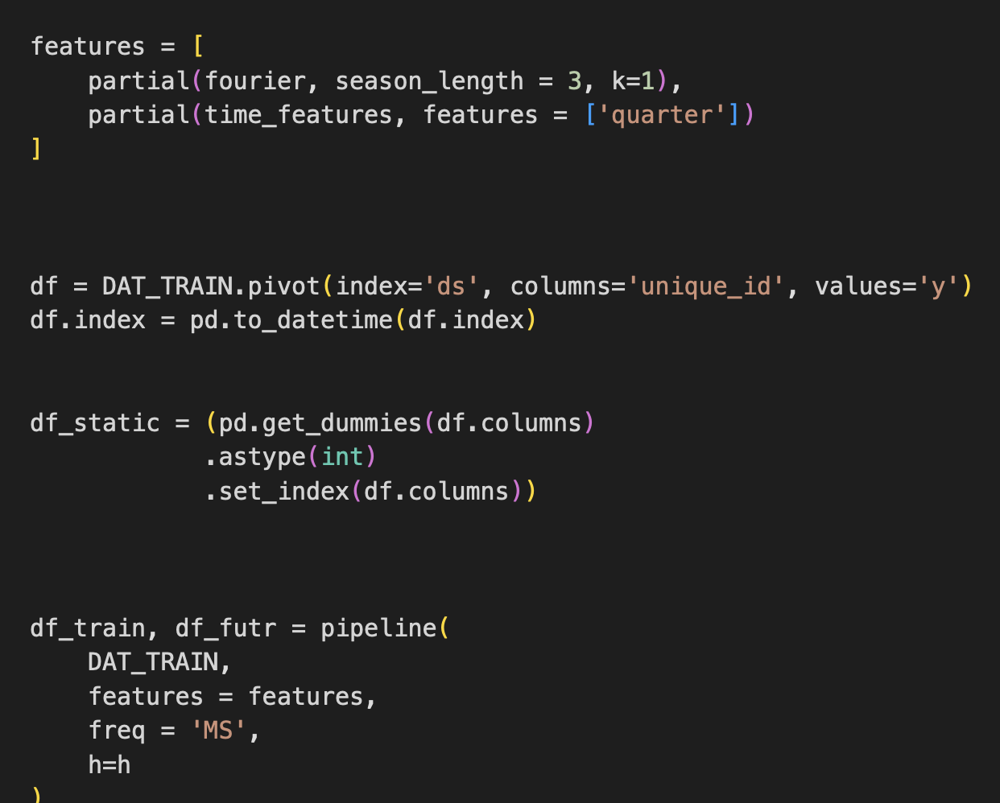 features = [
    partial(fourier, season_length = 3, k=1),
    partial(time_features, features = ['quarter'])
]
df = DAT_TRAIN.pivot(index='ds', columns='unique_id', values='y')
df.index = pd.to_datetime(df.index)
df_static = (pd.get_dummies(df.columns)
            .astype(int)
            .set_index(df.columns))
df_train, df_futr = pipeline(
    DAT_TRAIN,
    features = features,
    freq = 'MS',
    h=h
)